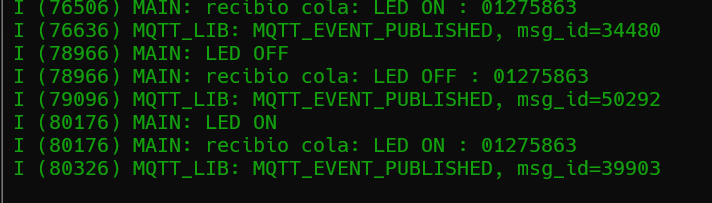 I (76506) MAIN: recibio cola: LED ON : 01275863
I (76636) MQTT_LIB: MQTT_EVENT_PUBLISHED, msg_id=34480
I (78966) MAIN: LED OFF
I (78966) MAIN: recibio cola: LED OFF : 01275863
I (79096) MQTT_LIB: MQTT_EVENT_PUBLISHED, msg_id=50292
I (80176) MAIN: LED ON
I (80176) MAIN: recibio cola: LED ON : 01275863
I (80326) MQTT_LIB: MQTT_EVENT_PUBLISHED, msg_id=39903